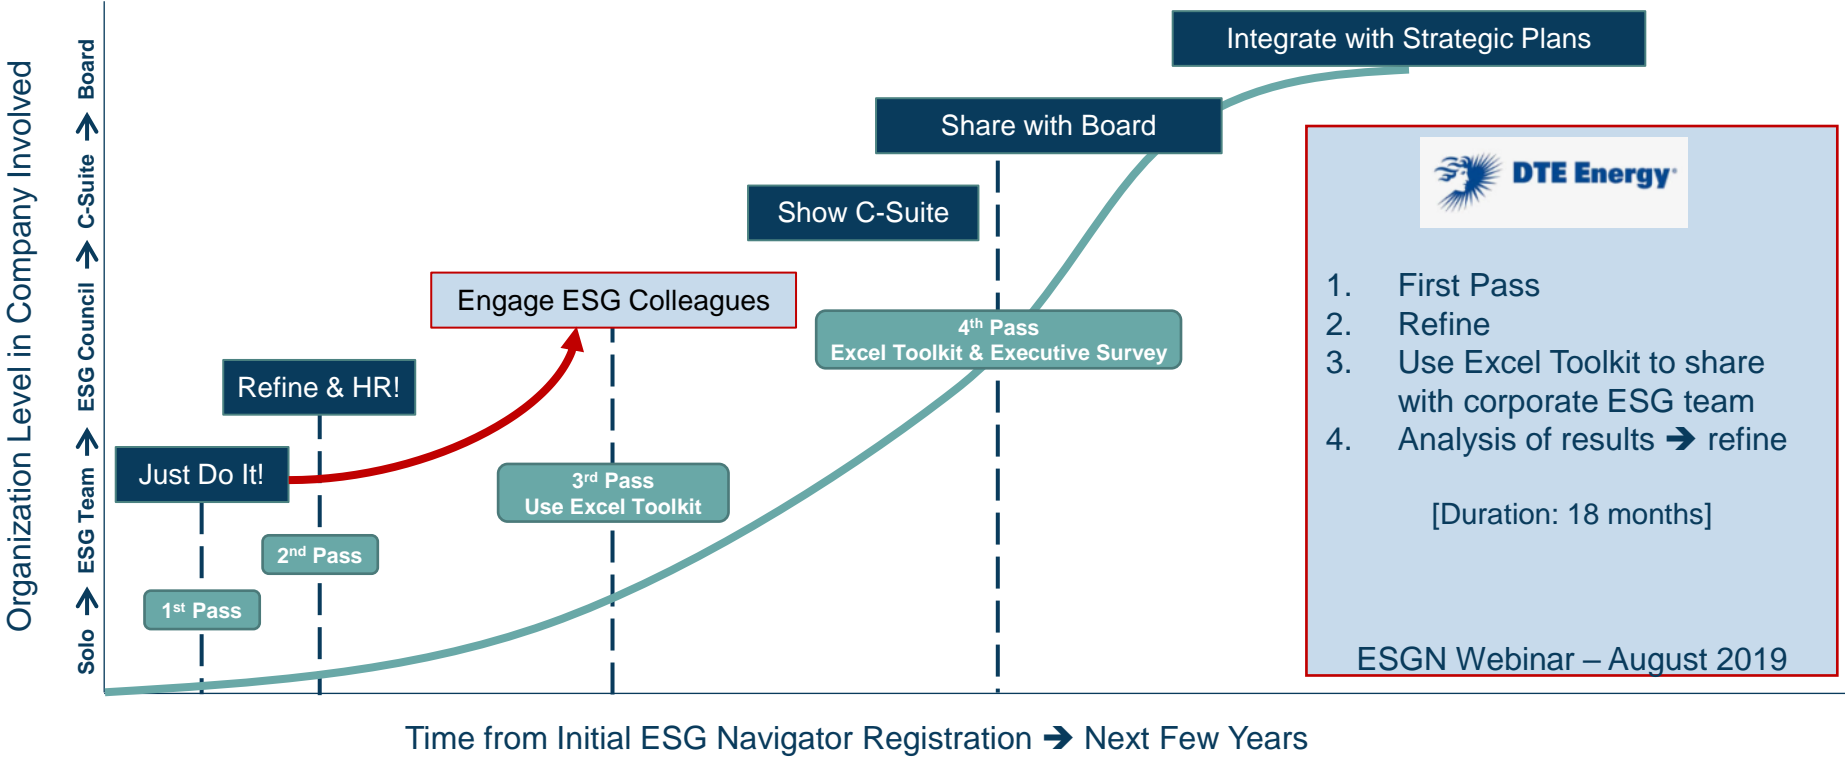 Integrate with Strategic Plans
Share with Board
Show C-Suite
Engage ESG Colleagues
Refine & HR!
Just Do It!
4th Pass
Excel Toolkit & Executive Survey
3rd Pass
Use Excel Toolkit
2nd Pass
1st Pass
Organization Level in Company Involved
Solo ➔ ESG Team ➔ ESG Council ➔ C-Suite ➔ Board
Time from Initial ESG Navigator Registration ➔ Next Few Years
DTE Energy
1. First Pass
2. Refine
3. Use Excel Toolkit to share
with corporate ESG team
4. Analysis of results ➔ refine
[Duration: 18 months]
ESGN Webinar – August 2019